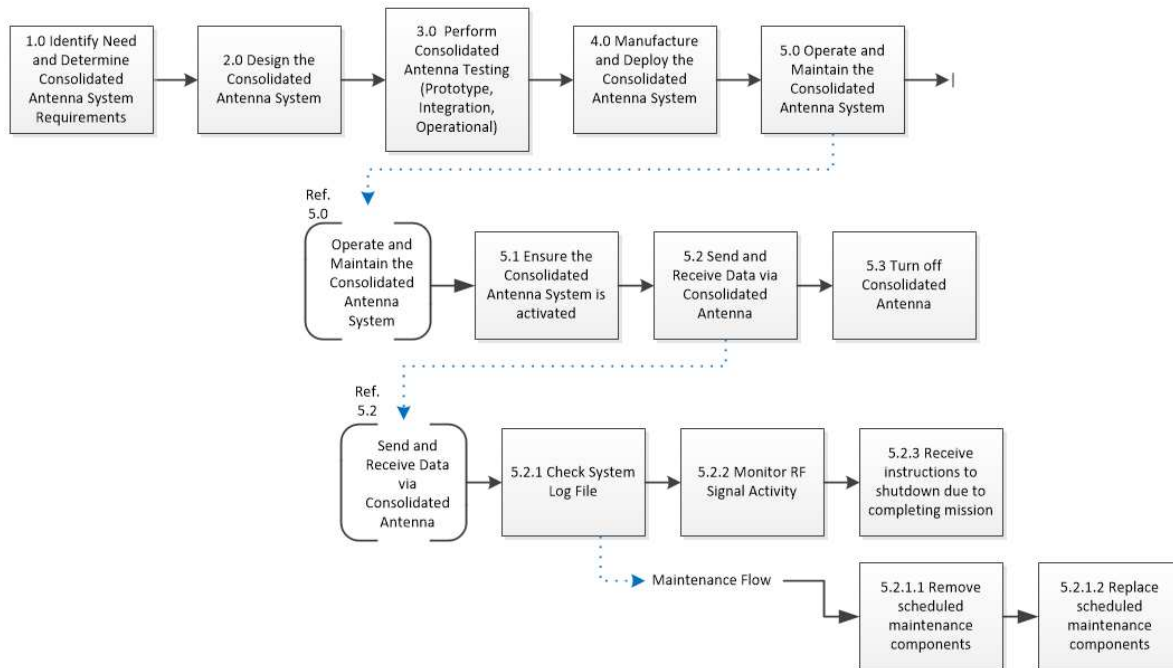 1.0 Identify Need
and Determine
Consolidated
Antenna System
Requirements
2.0 Design the
Consolidated
Antenna System
3.0 Perform
Consolidated
Antenna Testing
(Prototype,
Integration,
Operational)
4.0 Manufacture
and Deploy the
Consolidated
Antenna System
5.0 Operate and
Maintain the
Consolidated
Antenna System
Ref.
5.0
Operate and
Maintain the
Consolidated
Antenna
System
5.1 Ensure the
Consolidated
Antenna System is
activated
5.2 Send and
Receive Data via
Consolidated
Antenna
5.3 Turn off
Consolidated
Antenna
Ref.
5.2
Send and
Receive Data
via
Consolidated
Antenna
5.2.1 Check System
Log File
5.2.2 Monitor RF
Signal Activity
5.2.3 Receive
instructions to
shutdown due to
completing mission
Maintenance Flow
5.2.1.1 Remove
scheduled
maintenance
components
5.2.1.2 Replace
scheduled
maintenance
components